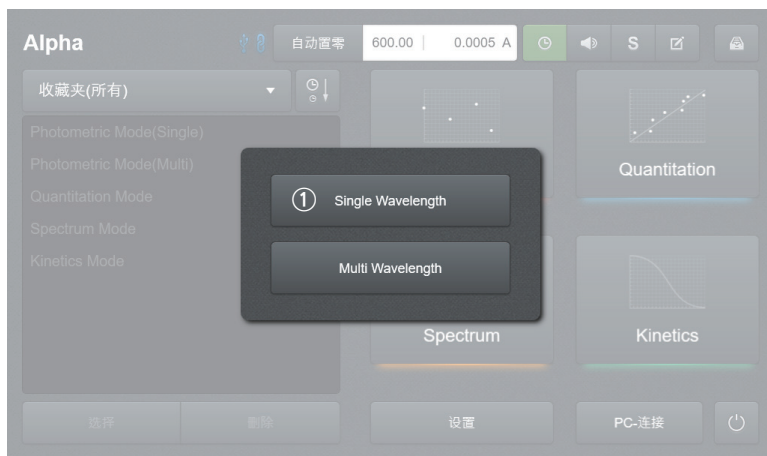 Alpha
自动置零
600.00 | 0.0005 A
S
收藏夹(所有)
Photometric Mode(Single)
Photometric Mode(Multi)
Quantitation Mode
Spectrum Mode
Kinetics Mode
① Single Wavelength
Multi Wavelength
Quantitation
Spectrum
Kinetics
选择
删除
设置
PC-连接